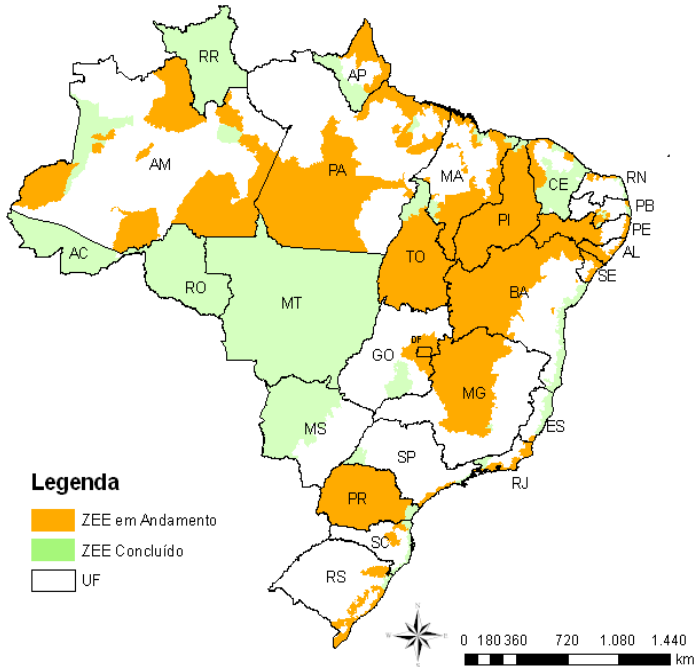 RR
AP
AM
PA
MA
CE
RN
PB
PE
AL
SE
PI
TO
BA
AC
RO
MT
GO
DF
MG
MS
ES
SP
RJ
PR
SC
RS
Legenda
ZEE em Andamento
ZEE Concluído
UF
N
W
E
S
0 180 360 720 1.080 1.440
km